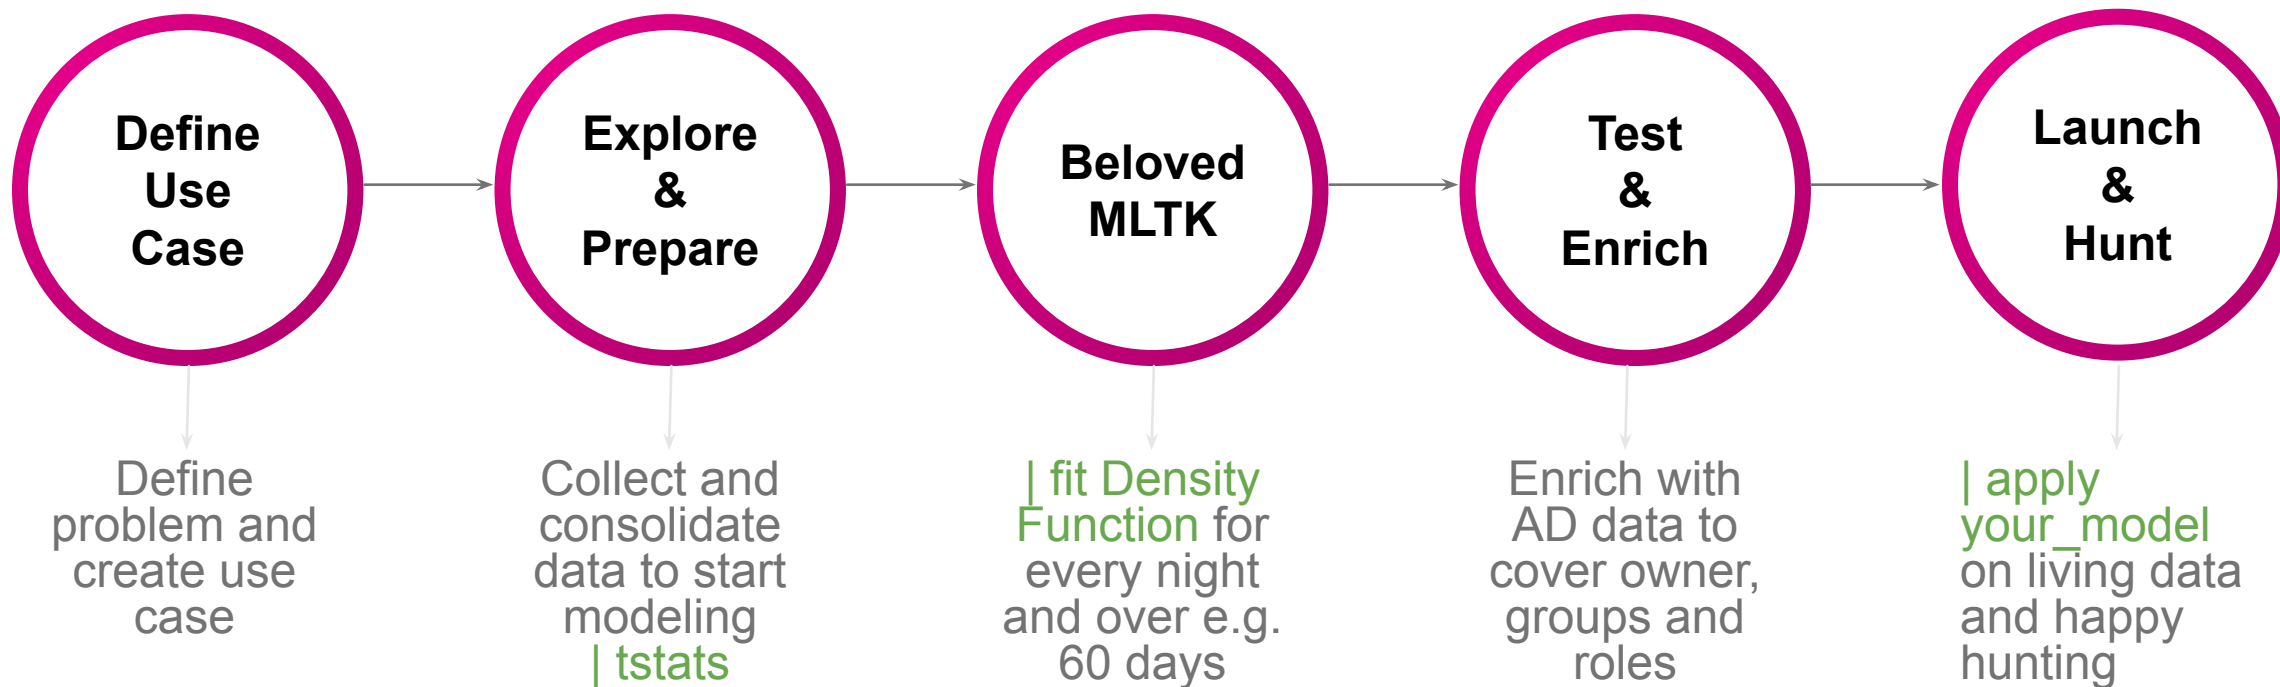 Define
Use
Case
Explore
&
Prepare
Beloved
MLTK
Test
&
Enrich
Launch
&
Hunt
Define
problem and
create use
case
Collect and
consolidate
data to start
modeling
| tstats
| fit Density
Function for
every night
and over e.g.
60 days
Enrich with
AD data to
cover owner,
groups and
roles
| apply
your_model
on living data
and happy
hunting